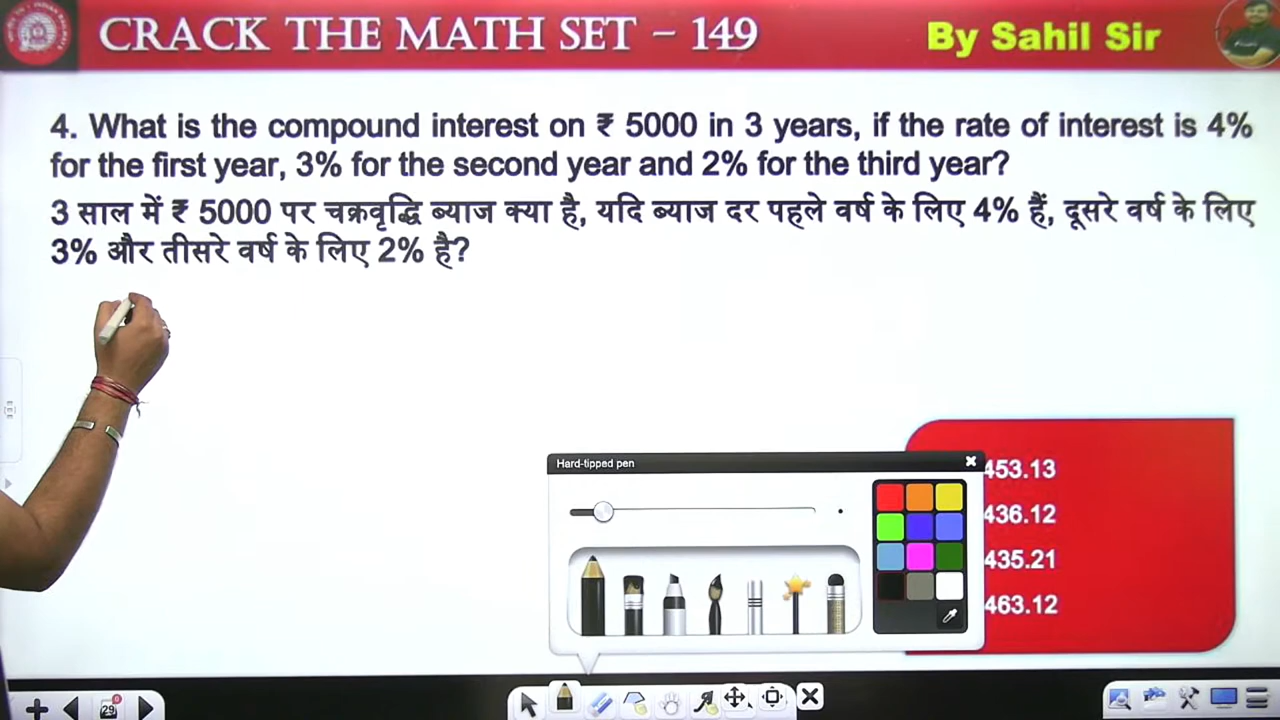 CRACK THE MATH SET – 149
By Sahil Sir
4. What is the compound interest on ₹ 5000 in 3 years, if the rate of interest is 4%
for the first year, 3% for the second year and 2% for the third year?
3 साल में ₹ 5000 पर चक्रवृद्धि ब्याज क्या है, यदि ब्याज दर पहले वर्ष के लिए 4% हैं, दूसरे वर्ष के लिए
3% और तीसरे वर्ष के लिए 2% है?
Hard-tipped pen
453.13
436.12
435.21
463.12
29